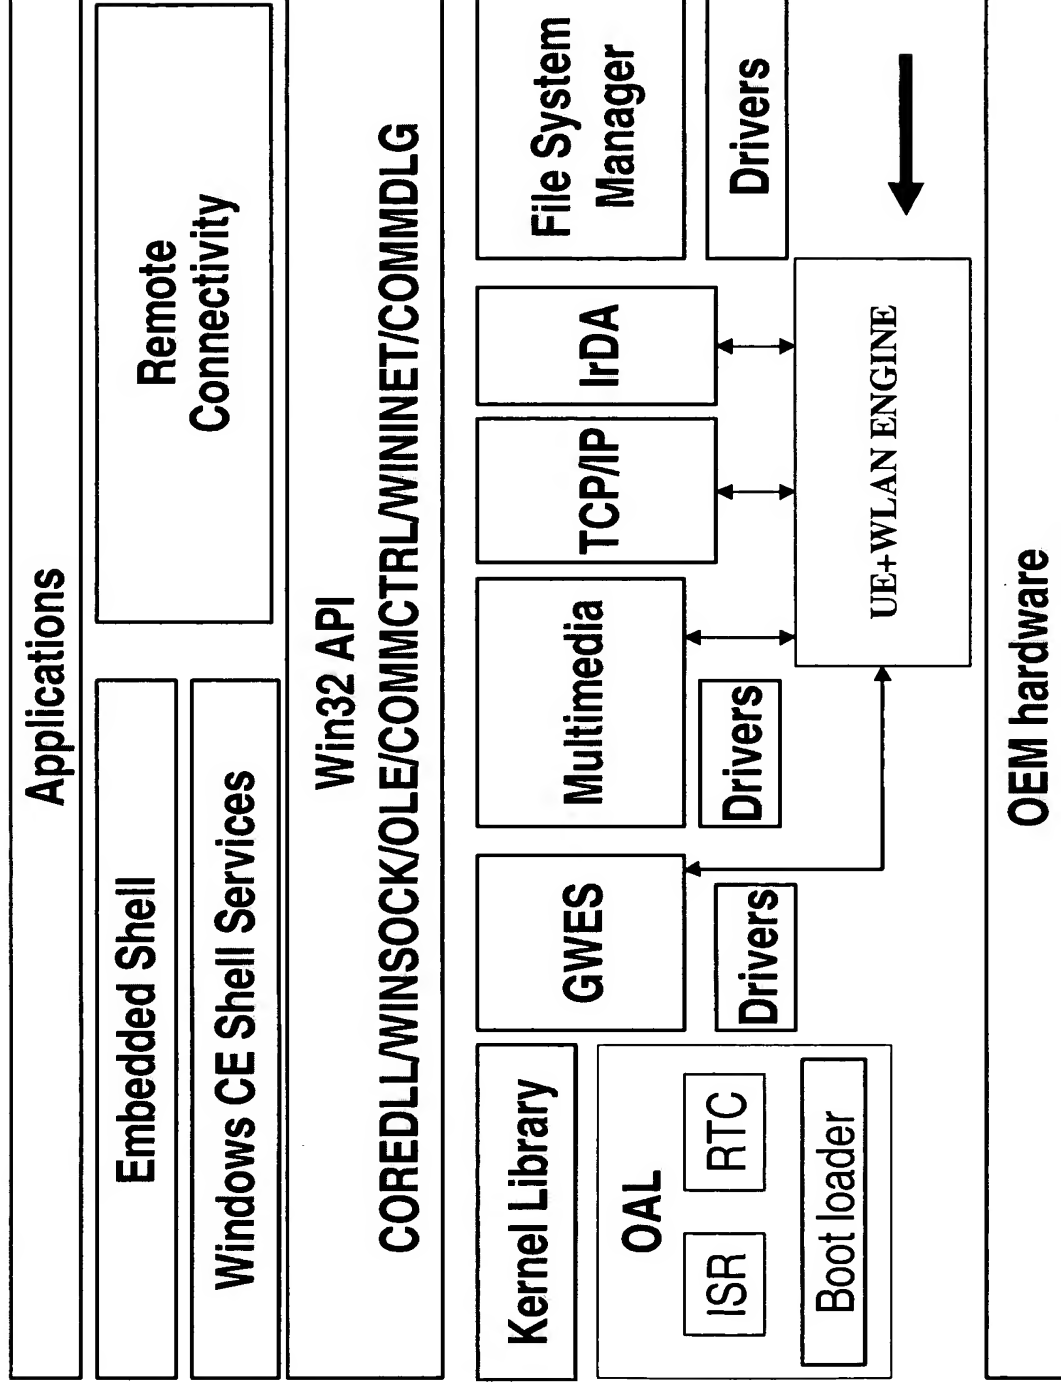 Applications
Embedded Shell
Windows CE Shell Services
Remote
Connectivity
Win32 API
COREDLL/WINSOCK/OLE/COMMCTRL/WININET/COMMDLG
Kernel Library
OAL
ISR
RTC
Boot loader
GWES
Drivers
Multimedia
Drivers
TCP/IP
IrDA
File System
Manager
Drivers
UE+WLAN ENGINE
OEM hardware